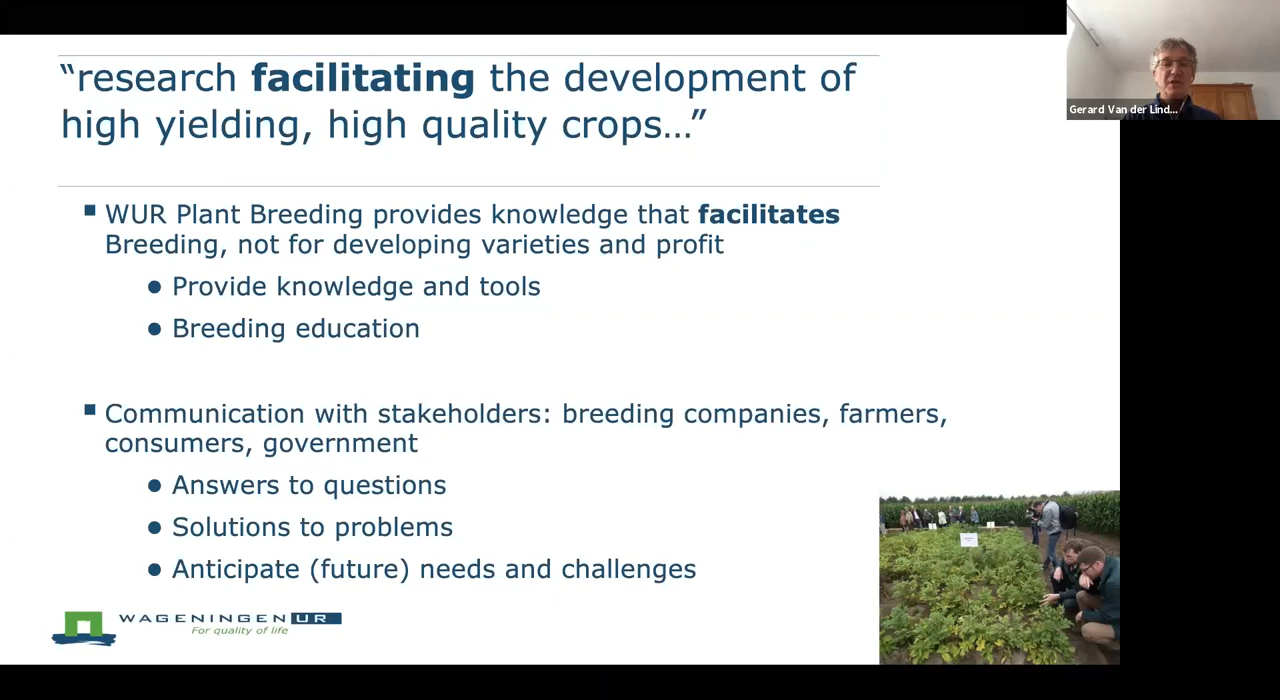 “research facilitating the development of
high yielding, high quality crops…”
Gerard Van der Lind...
WUR Plant Breeding provides knowledge that facilitates
Breeding, not for developing varieties and profit
Provide knowledge and tools
Breeding education
Communication with stakeholders: breeding companies, farmers,
consumers, government
Answers to questions
Solutions to problems
Anticipate (future) needs and challenges
WAGENINGEN UR
For quality of life